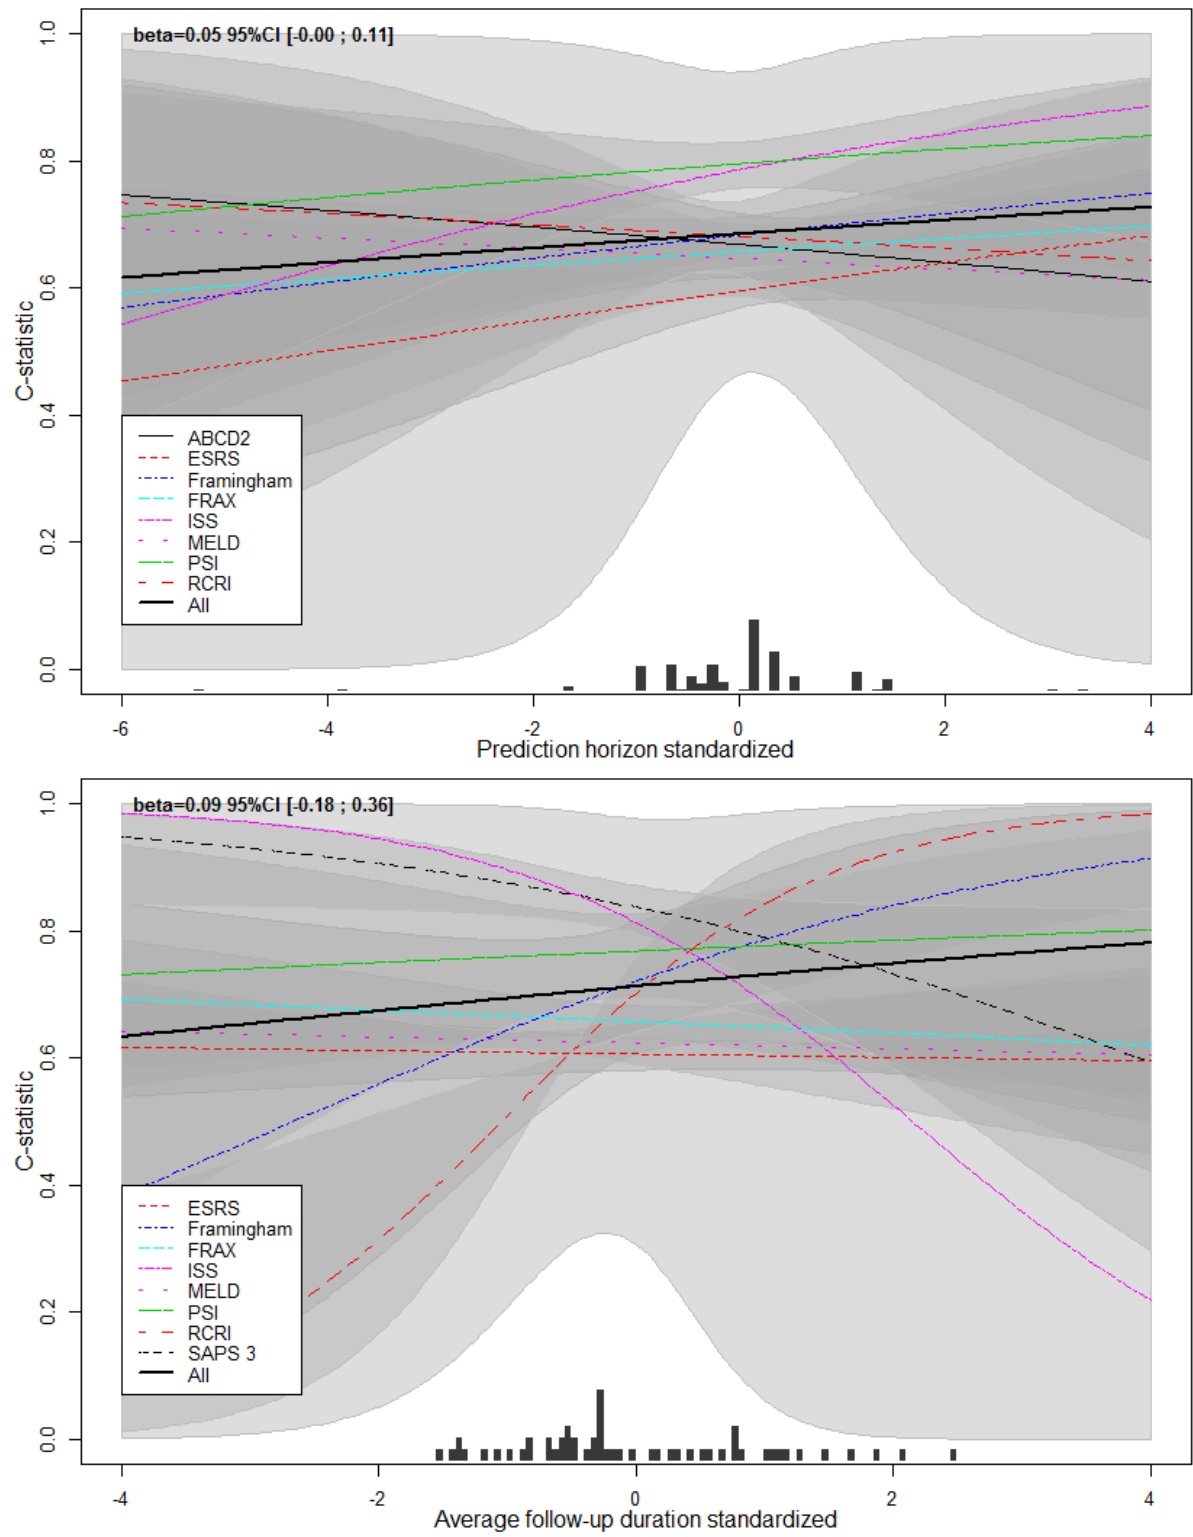 beta=0.05 95%CI [-0.00 ; 0.11]
1.0
0.8
0.6
0.4
0.2
0.0
C-statistic
ABCD2
ESRS
Framingham
FRAX
ISS
MELD
PSI
RCRI
All
-6 -4 -2 0 2 4
Prediction horizon standardized
beta=0.09 95%CI [-0.18 ; 0.36]
1.0
0.8
0.6
0.4
0.2
0.0
C-statistic
ESRS
Framingham
FRAX
ISS
MELD
PSI
RCRI
SAPS 3
All
-4 -2 0 2 4
Average follow-up duration standardized